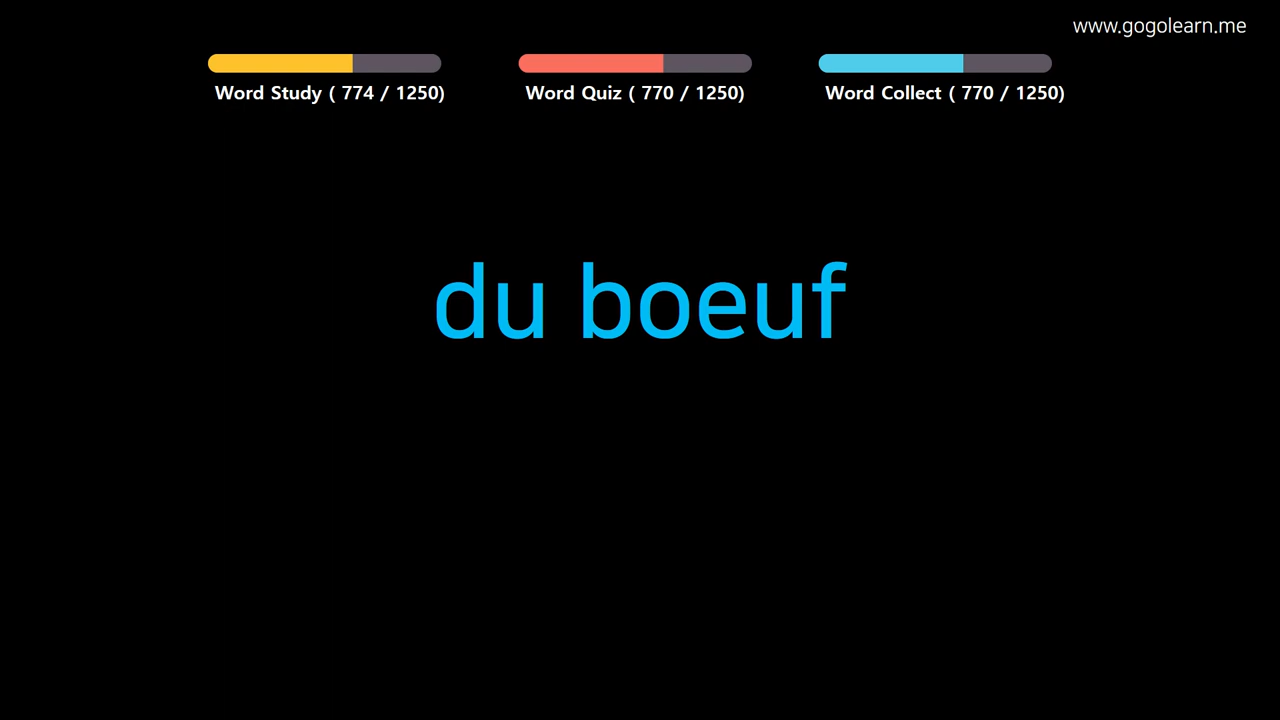 www.gogolearn.me
Word Study ( 774 / 1250)
Word Quiz ( 770 / 1250)
Word Collect ( 770 / 1250)
du boeuf